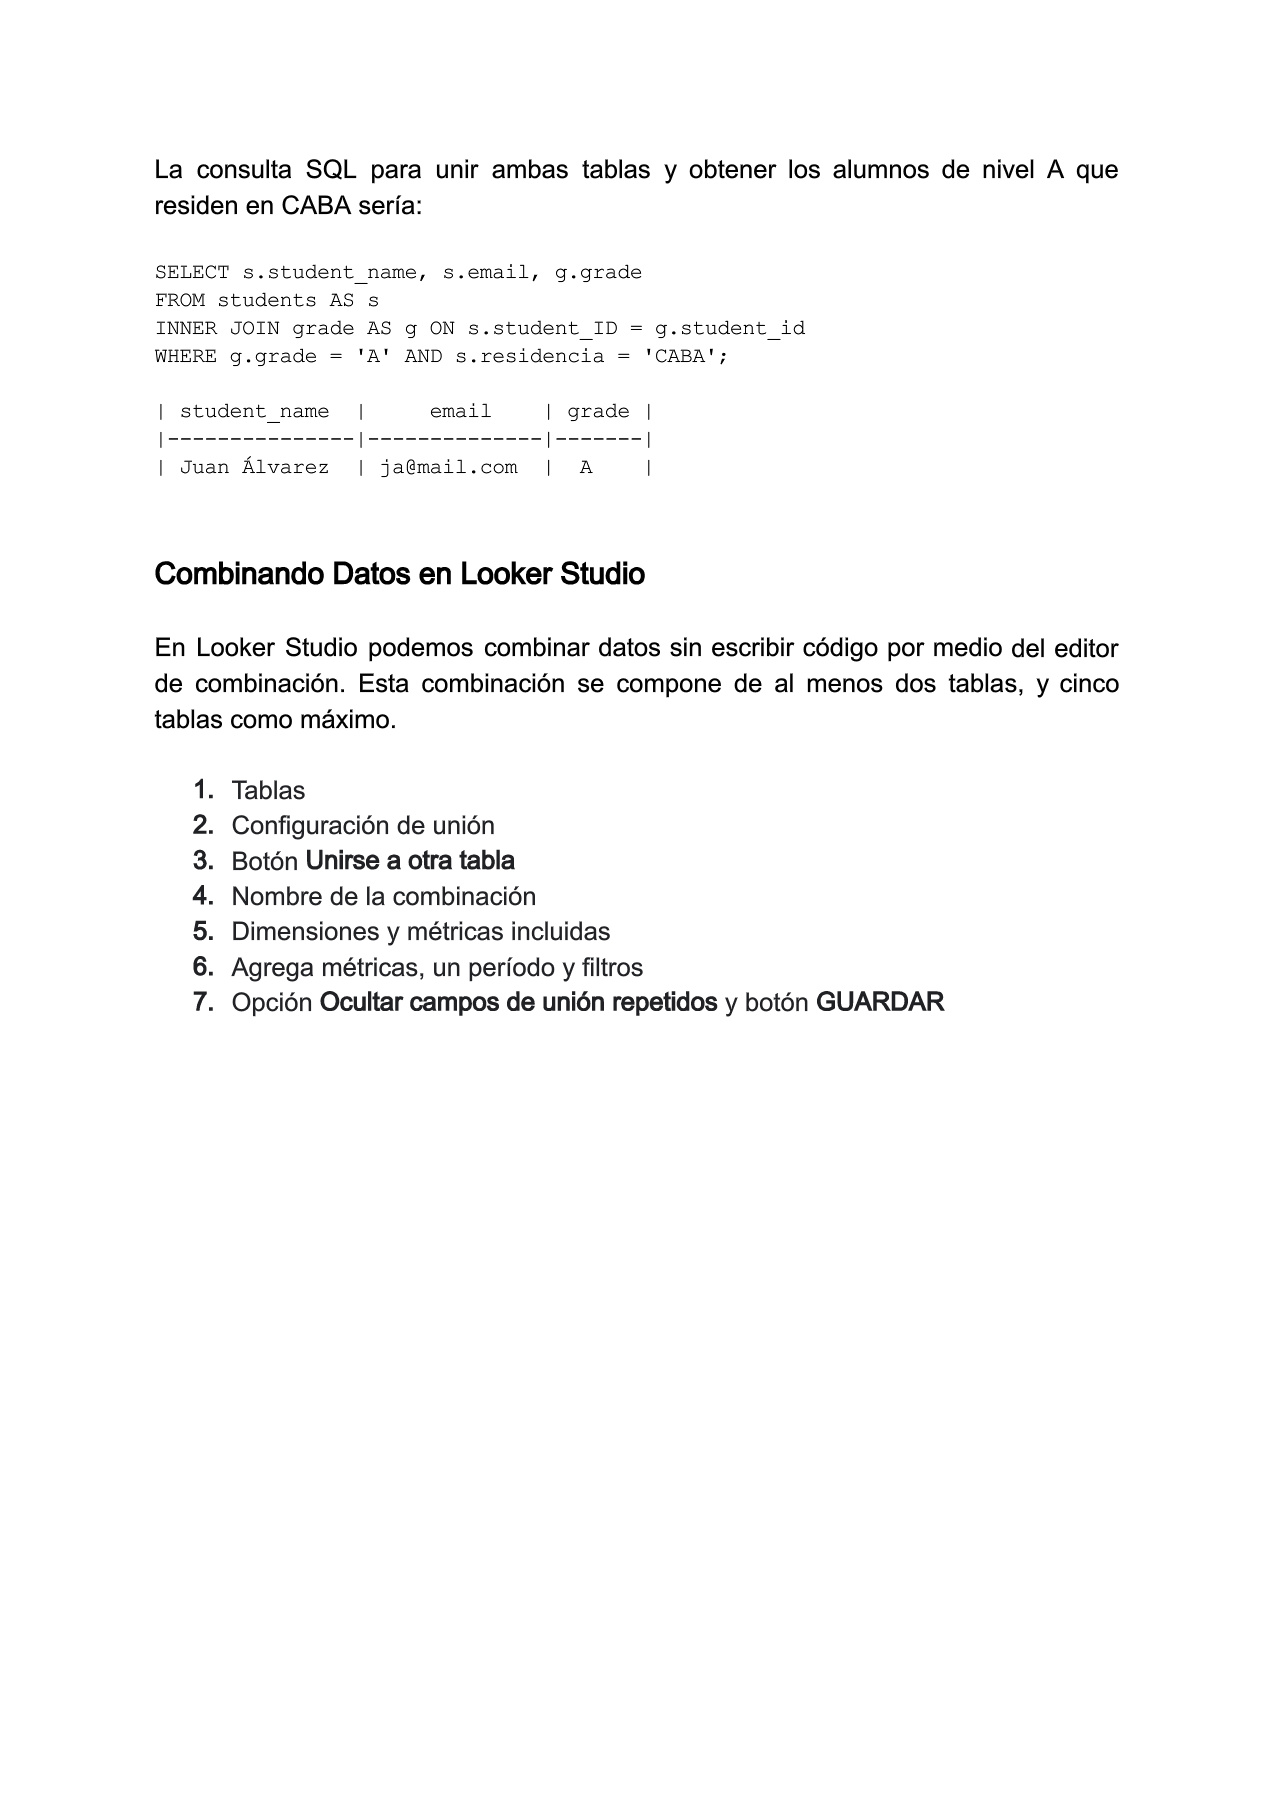 La consulta SQL para unir ambas tablas y obtener los alumnos de nivel A que
residen en CABA sería:
SELECT s.student_name, s.email, g.grade
FROM students AS s
INNER JOIN grade AS g ON s.student_ID = g.student_id
WHERE g.grade = 'A' AND s.residencia = 'CABA';
| student_name  |     email    | grade |
|---------------|--------------|-------|
| Juan Álvarez  | ja@mail.com  |  A    |
Combinando Datos en Looker Studio
En Looker Studio podemos combinar datos sin escribir código por medio del editor
de combinación. Esta combinación se compone de al menos dos tablas, y cinco
tablas como máximo.
1. Tablas
2. Configuración de unión
3. Botón Unirse a otra tabla
4. Nombre de la combinación
5. Dimensiones y métricas incluidas
6. Agrega métricas, un período y filtros
7. Opción Ocultar campos de unión repetidos y botón GUARDAR